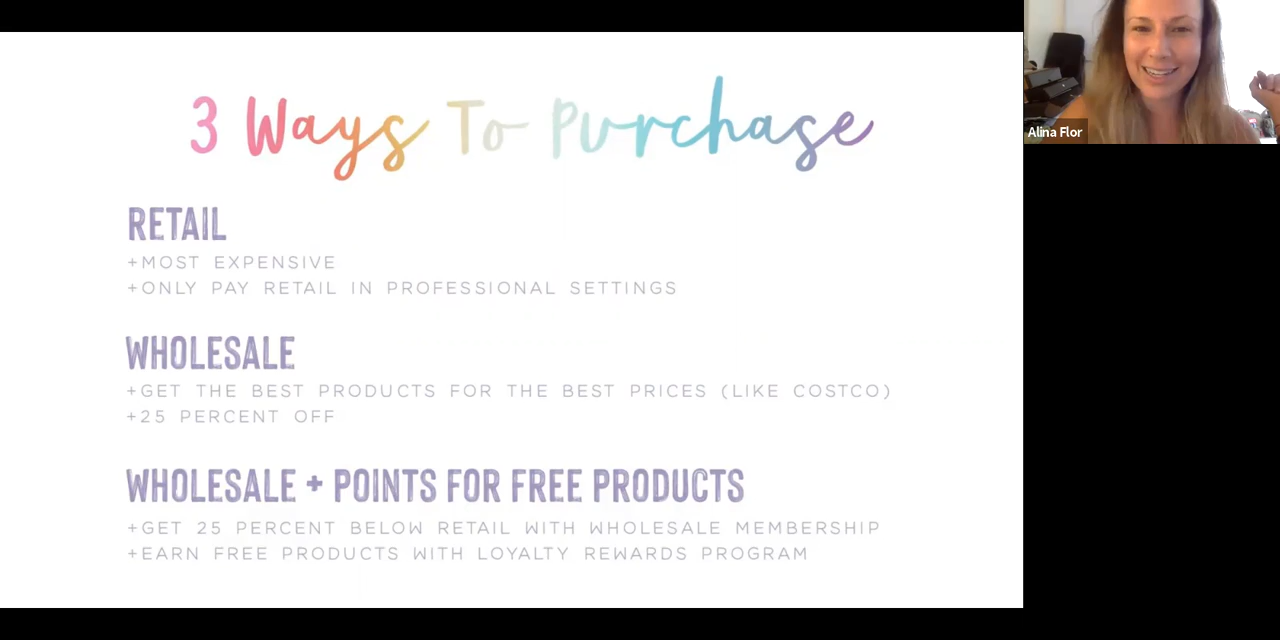 3 Ways To Purchase
RETAIL
+MOST EXPENSIVE
+ONLY PAY RETAIL IN PROFESSIONAL SETTINGS
WHOLESALE
+GET THE BEST PRODUCTS FOR THE BEST PRICES (LIKE COSTCO)
+25 PERCENT OFF
WHOLESALE + POINTS FOR FREE PRODUCTS
+GET 25 PERCENT BELOW RETAIL WITH WHOLESALE MEMBERSHIP
+EARN FREE PRODUCTS WITH LOYALTY REWARDS PROGRAM
Alina Flor